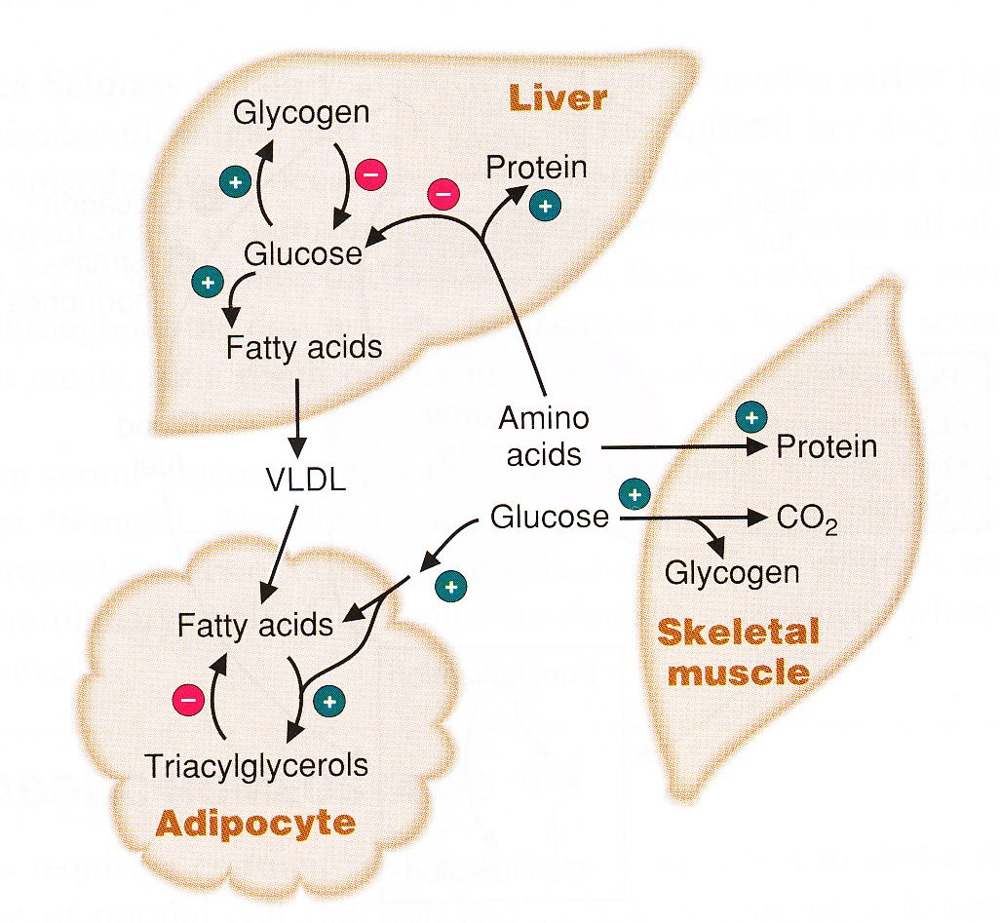 Liver
Glycogen
+
−
−
Protein
+
Glucose
+
Fatty acids
Amino
acids
+
Protein
VLDL
+
Glucose
CO₂
Glycogen
+
Fatty acids
Skeletal
muscle
−
+
Triacylglycerols
Adipocyte